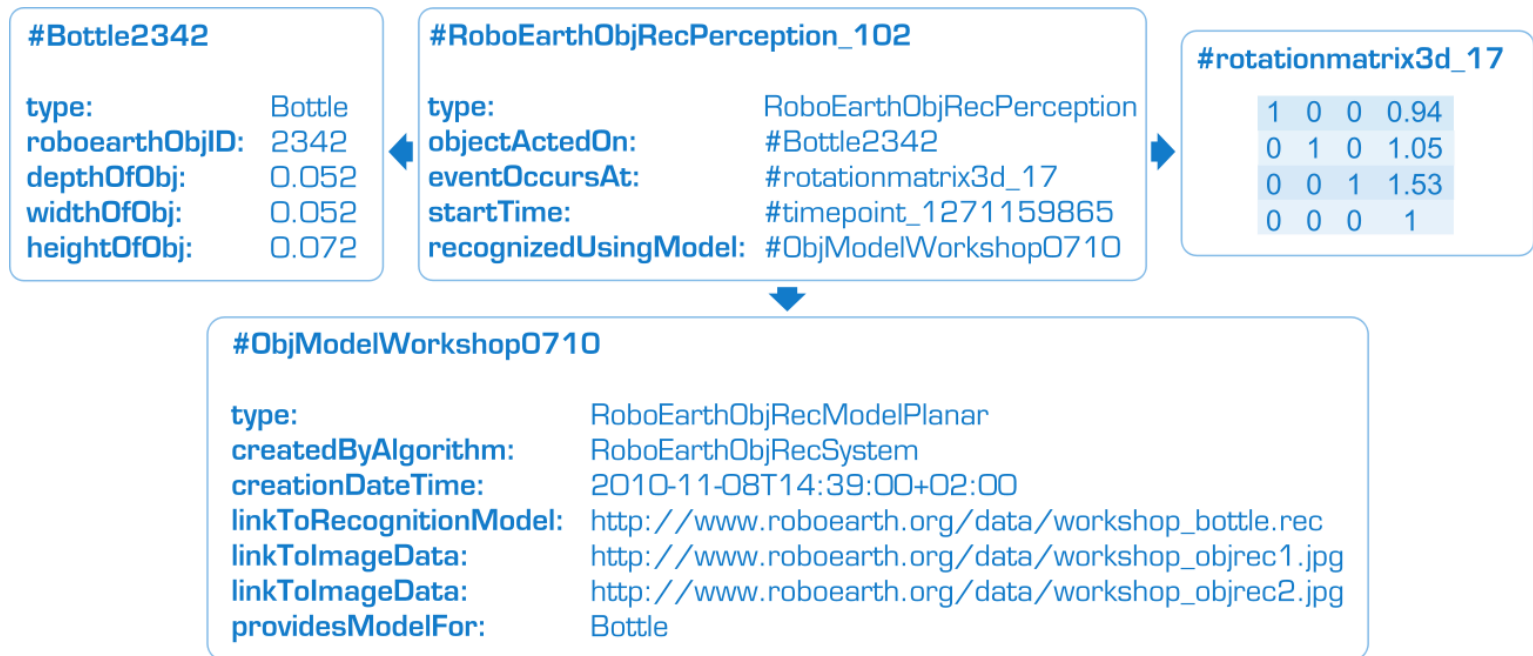 #Bottle2342
type: Bottle
roboearthObjID: 2342
depthOfObj: 0.052
widthOfObj: 0.052
heightOfObj: 0.072
#RoboEarthObjRecPerception_102
type: RoboEarthObjRecPerception
objectActedOn: #Bottle2342
eventOccursAt: #rotationmatrix3d_17
startTime: #timepoint_1271159865
recognizedUsingModel: #ObjModelWorkshop0710
#rotationmatrix3d_17
1 0 0 0.94
0 1 0 1.05
0 0 1 1.53
0 0 0 1
#ObjModelWorkshop0710
type: RoboEarthObjRecModelPlanar
createdByAlgorithm: RoboEarthObjRecSystem
creationDateTime: 2010-11-08T14:39:00+02:00
linkToRecognitionModel: http://www.roboearth.org/data/workshop_bottle.rec
linkToImageData: http://www.roboearth.org/data/workshop_objrec1.jpg
linkToImageData: http://www.roboearth.org/data/workshop_objrec2.jpg
providesModelFor: Bottle